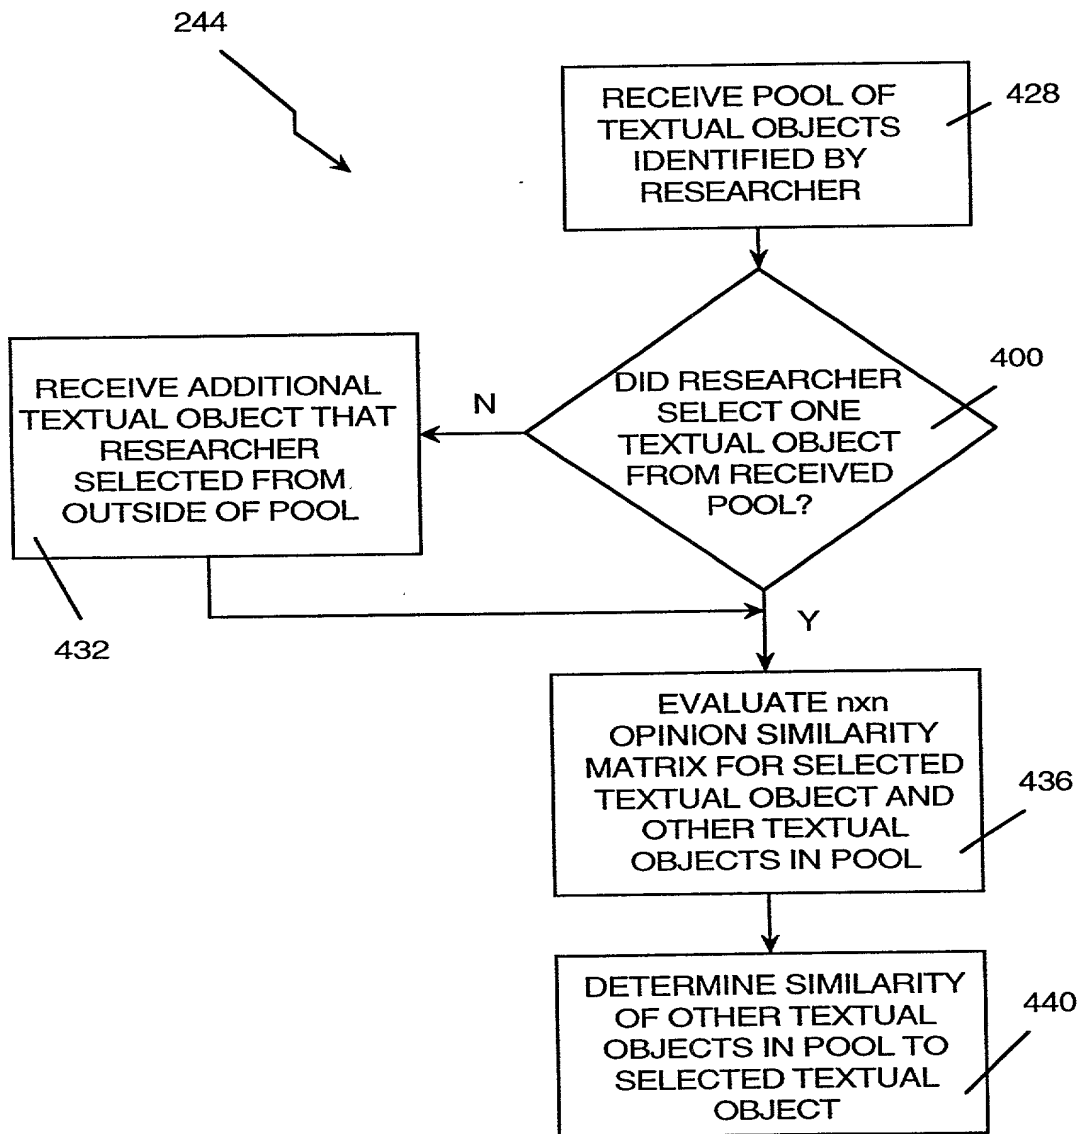 244
RECEIVE POOL OF
TEXTUAL OBJECTS
IDENTIFIED BY
RESEARCHER
428
DID RESEARCHER
SELECT ONE
TEXTUAL OBJECT
FROM RECEIVED
POOL?
400
N
RECEIVE ADDITIONAL
TEXTUAL OBJECT THAT
RESEARCHER
SELECTED FROM
OUTSIDE OF POOL
432
Y
EVALUATE nxn
OPINION SIMILARITY
MATRIX FOR SELECTED
TEXTUAL OBJECT AND
OTHER TEXTUAL
OBJECTS IN POOL
436
DETERMINE SIMILARITY
OF OTHER TEXTUAL
OBJECTS IN POOL TO
SELECTED TEXTUAL
OBJECT
440